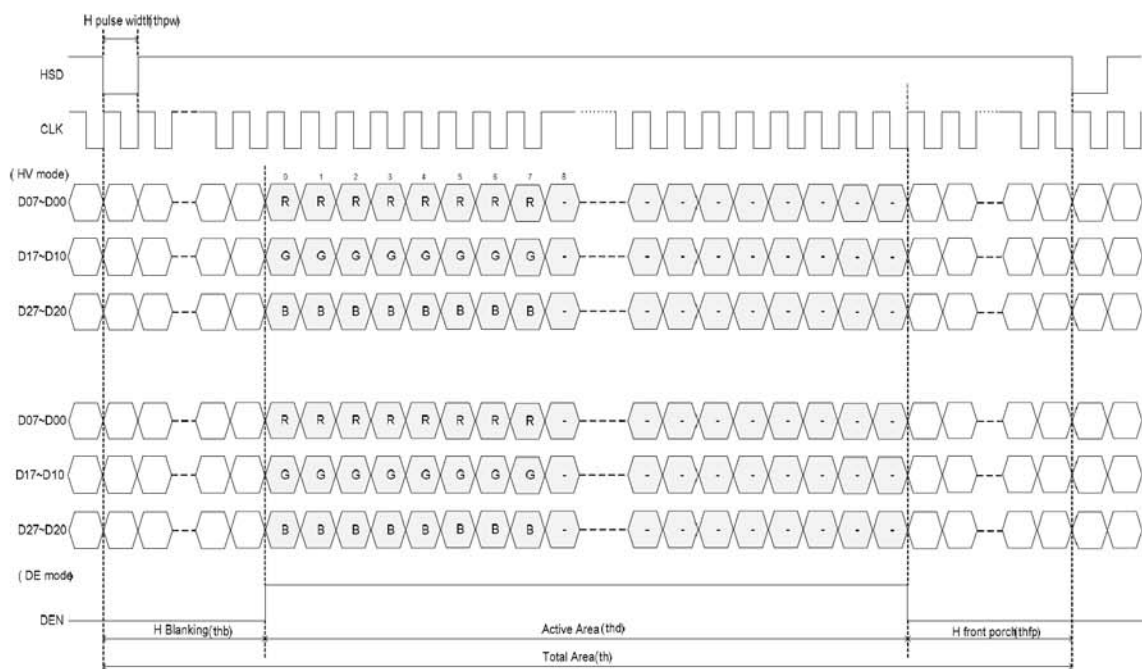 H pulse width(thpw)
HSD
CLK
( HV mode)
0 1 2 3 4 5 6 7 8
D07~D00 R R R R R R R R - - - - - - - - -
D17~D10 G G G G G G G G - - - - - - - - -
D27~D20 B B B B B B B B - - - - - - - - -
D07~D00 R R R R R R R R - - - - - - - - -
D17~D10 G G G G G G G G - - - - - - - - -
D27~D20 B B B B B B B B - - - - - - - - -
( DE mode)
DEN
H Blanking(thb) Active Area(thd) H front porch(thfp)
Total Area(th)